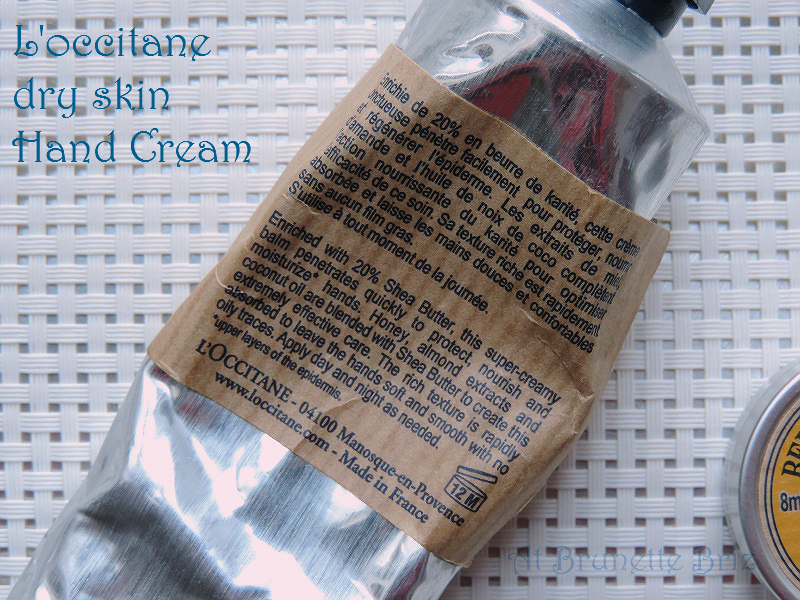 L'occitane
dry skin
Hand Cream
Enrichie de 20% en beurre de karité, cette crème
onctueuse pénètre facilement pour protéger, nourrir
et régénérer l'épiderme. Les extraits de miel,
d'amande et l'huile de noix de coco complètent
l'action nourrissante du karité pour optimiser
l'efficacité de ce soin. Sa texture riche est rapidement
absorbée et laisse les mains douces et confortables
sans aucun film gras.
S'utilise à tout moment de la journée.
Enriched with 20% Shea Butter, this super-creamy
balm penetrates quickly to protect, nourish and
moisturize* hands. Honey, almond extracts and
coconut oil are blended with Shea Butter to create this
extremely effective care. The rich texture is rapidly
absorbed to leave the hands soft and smooth with no
oily traces. Apply day and night as needed.
*upper layers of the epidermis.
L'OCCITANE - 04100 Manosque-en-Provence
www.loccitane.com - Made in France
12 M
8m
At Brunette Briz